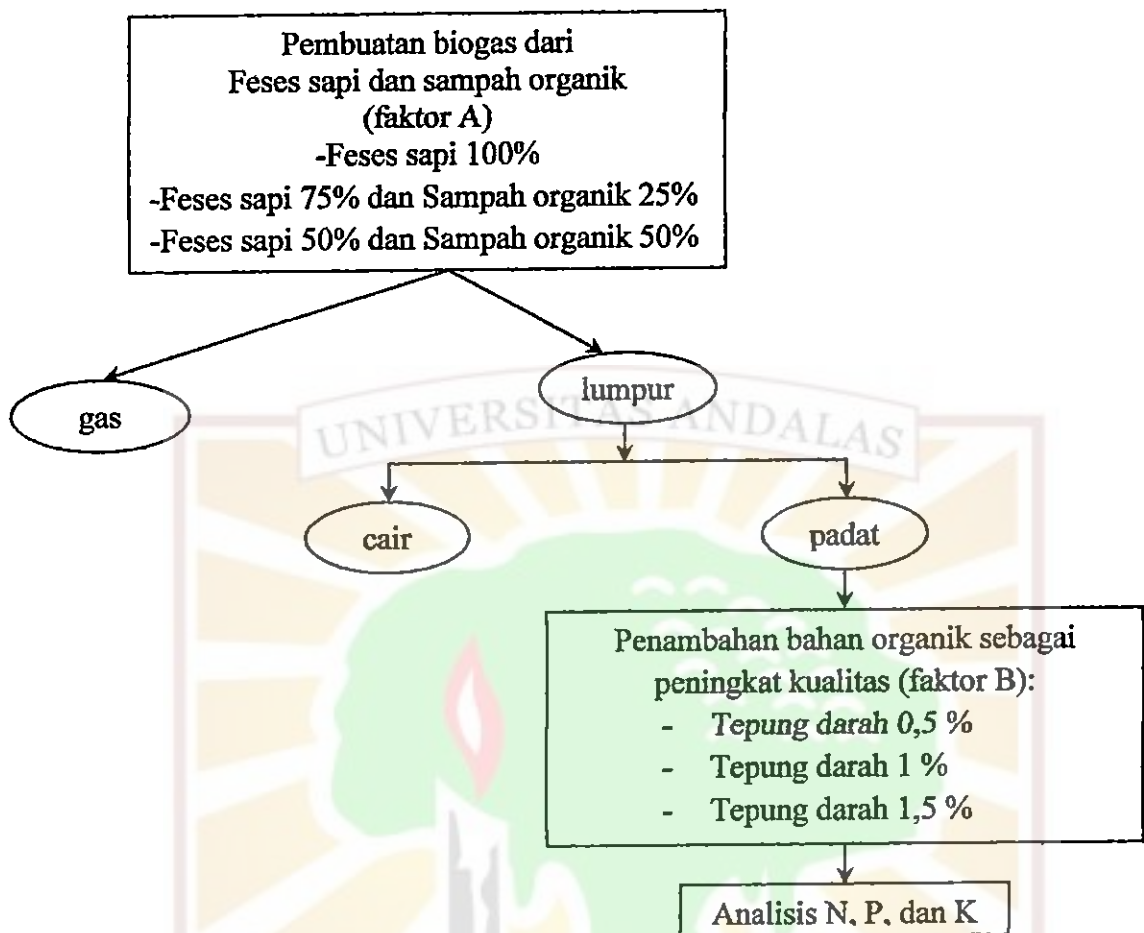 Pembuatan biogas dari
Feses sapi dan sampah organik
(faktor A)
-Feses sapi 100%
-Feses sapi 75% dan Sampah organik 25%
-Feses sapi 50% dan Sampah organik 50%
gas
lumpur
UNIVERSITAS ANDALAS
cair
padat
Penambahan bahan organik sebagai
peningkat kualitas (faktor B):
- Tepung darah 0,5 %
- Tepung darah 1 %
- Tepung darah 1,5 %
Analisis N, P, dan K